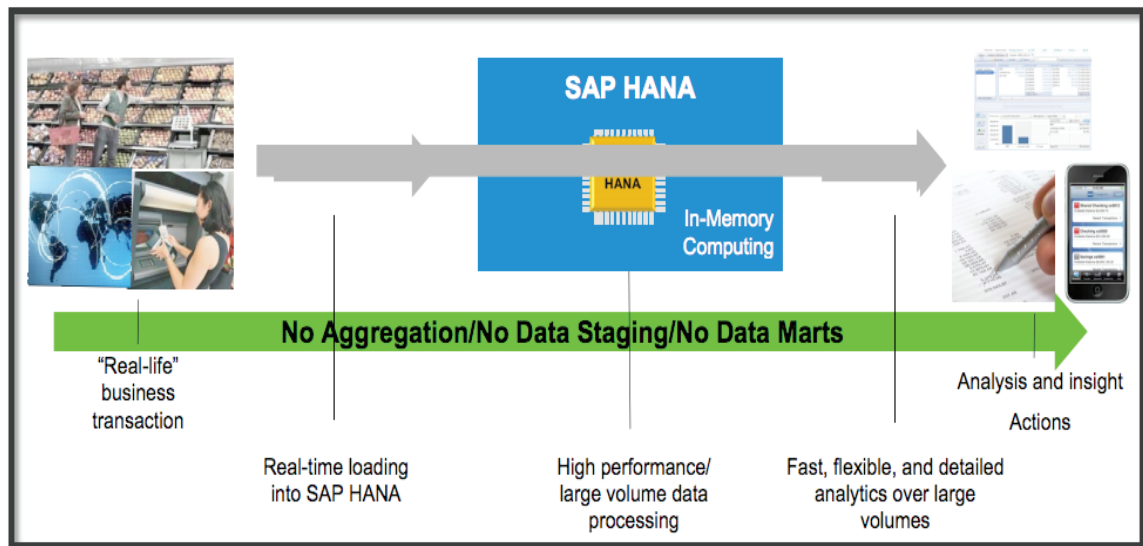 SAP HANA
HANA
In-Memory
Computing
No Aggregation/No Data Staging/No Data Marts
“Real-life”
business
transaction
Real-time loading
into SAP HANA
High performance/
large volume data
processing
Fast, flexible, and detailed
analytics over large
volumes
Analysis and insight
Actions